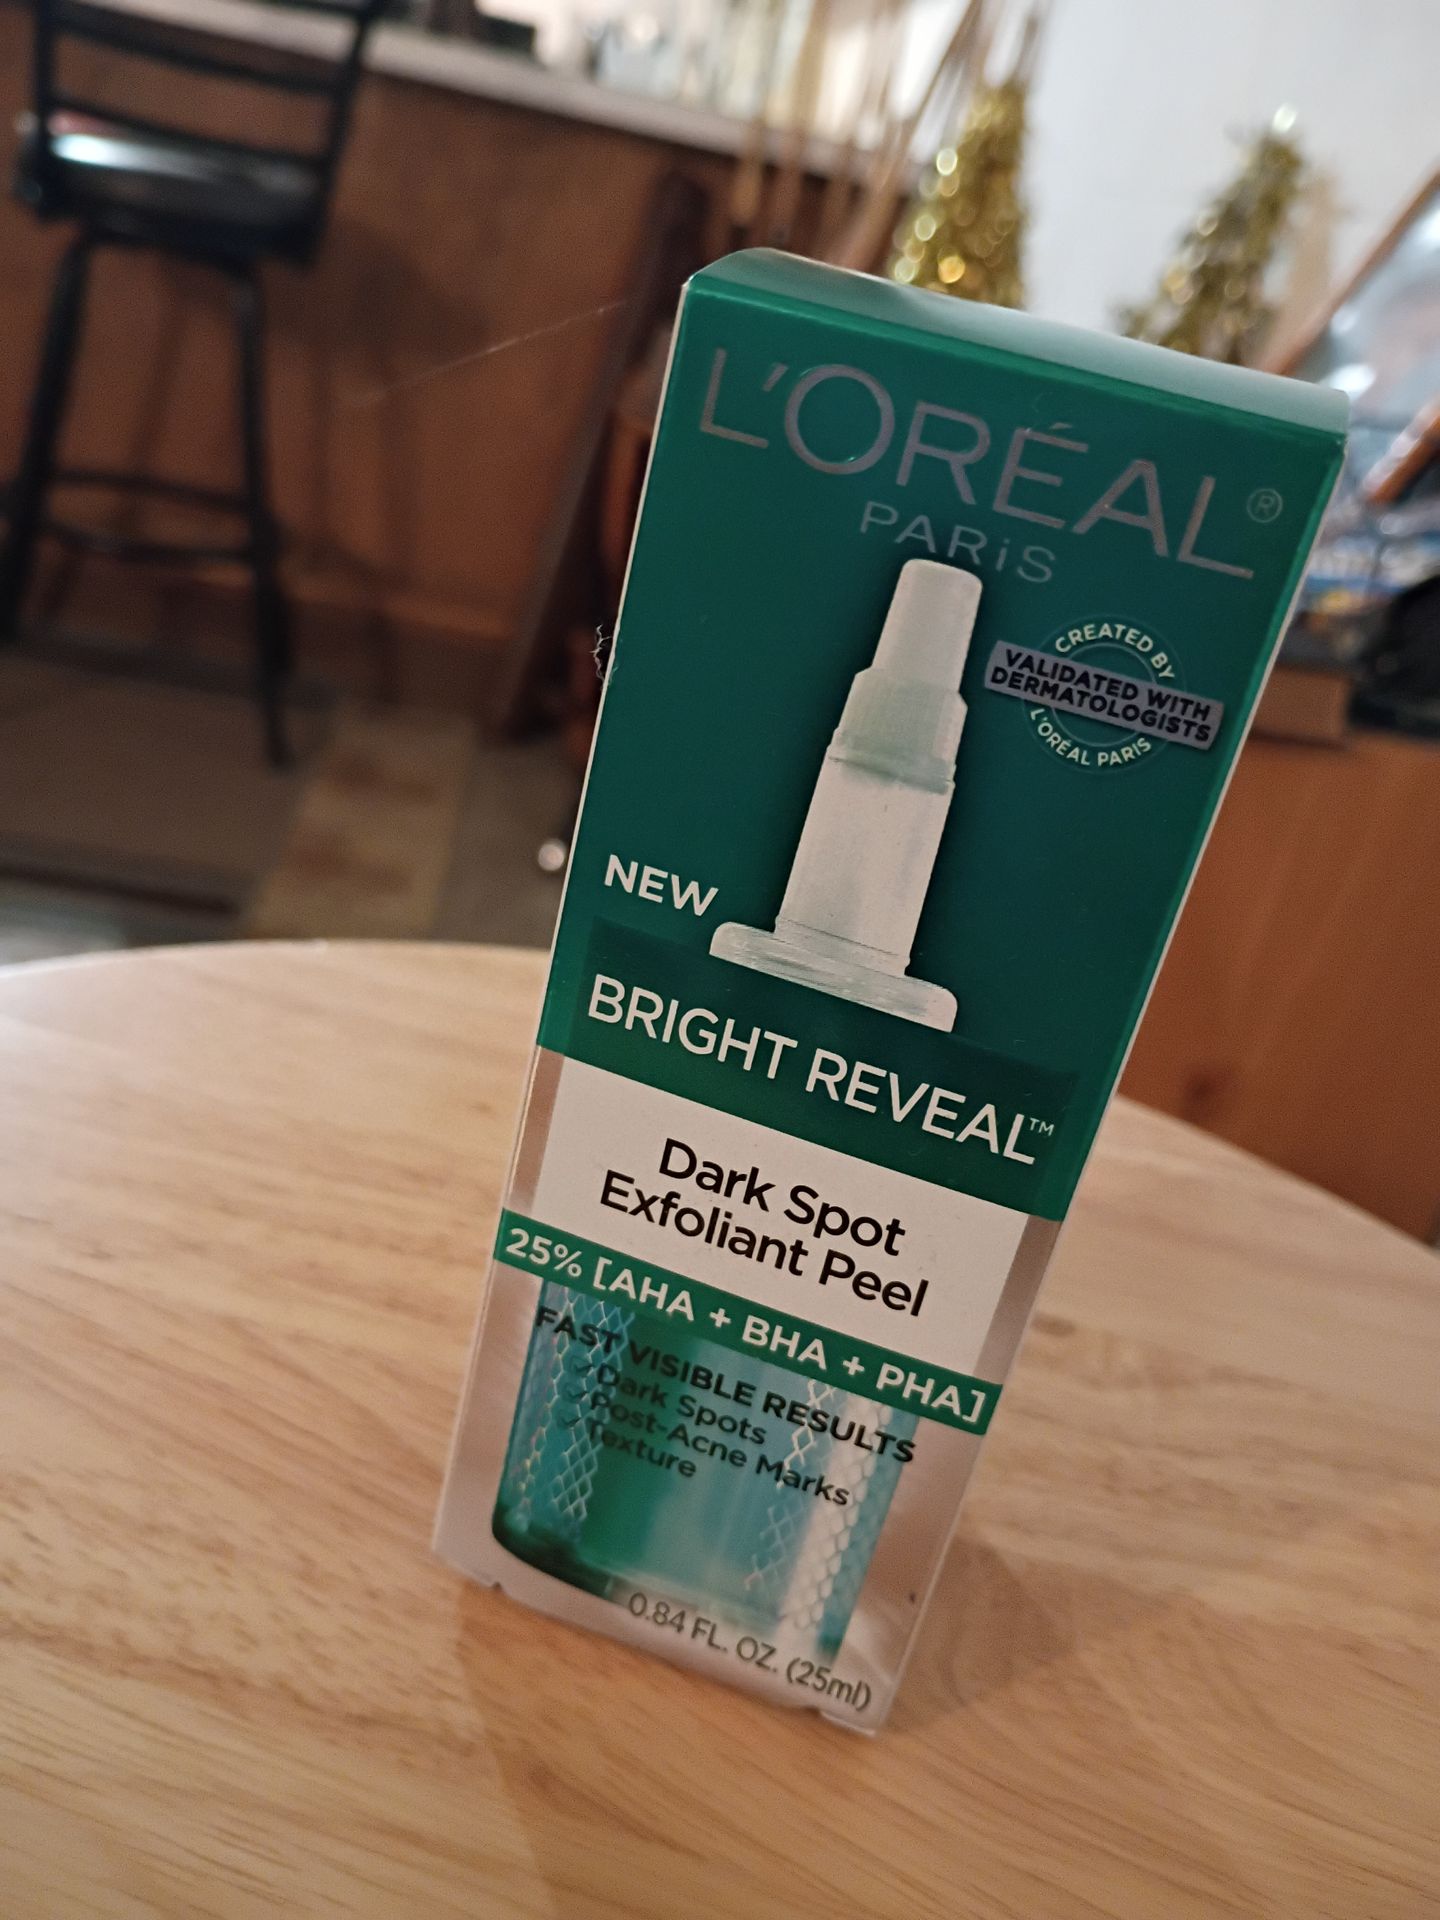 L'ORÉAL®
PARiS
CREATED BY
VALIDATED WITH
DERMATOLOGISTS
L'ORÉAL PARIS
NEW
BRIGHT REVEAL™
Dark Spot
Exfoliant Peel
25% [AHA + BHA + PHA]
FAST VISIBLE RESULTS
✓ Dark Spots
✓ Post-Acne Marks
✓ Texture
0.84 FL. OZ. (25ml)